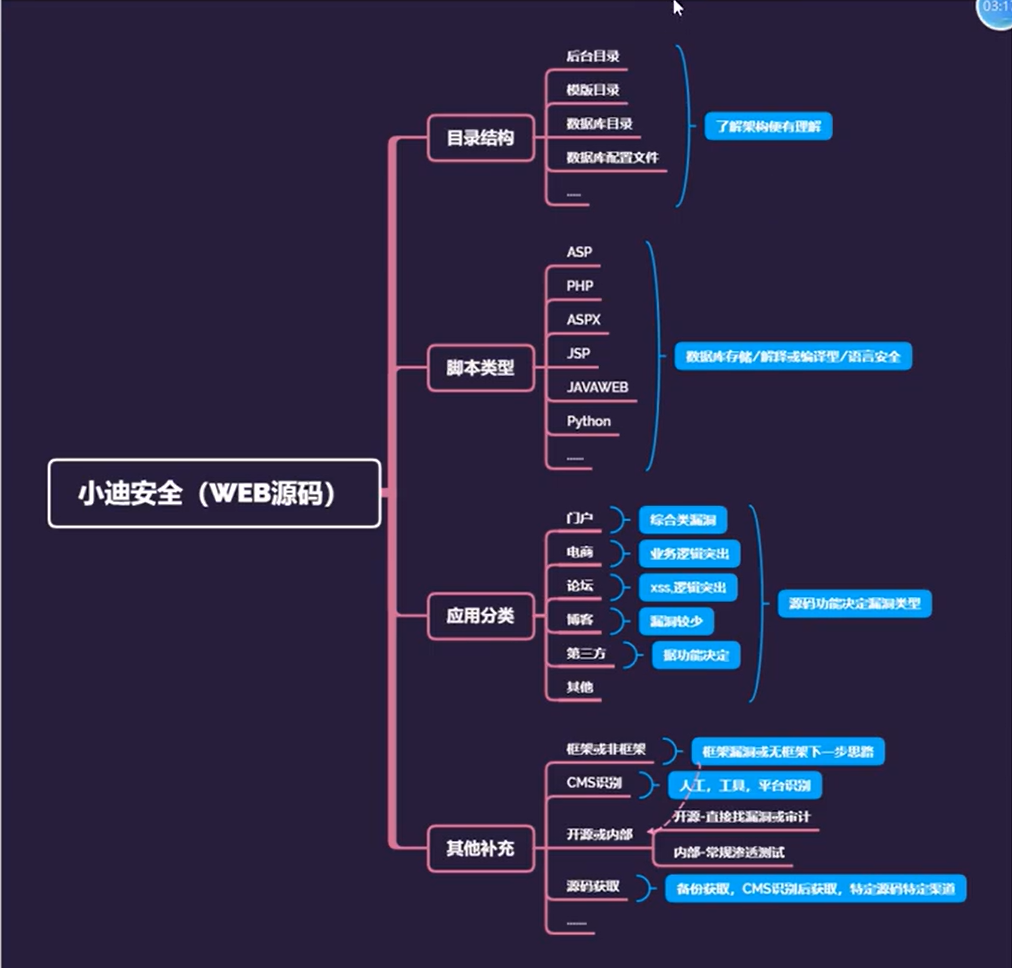 03:1
后台目录
模版目录
数据库目录
数据库配置文件
......
目录结构
了解架构便有理解
ASP
PHP
ASPX
JSP
JAVAWEB
Python
......
脚本类型
数据库存储/解释或编译型/语言安全
小迪安全（WEB源码）
门户
综合类漏洞
电商
业务逻辑突出
论坛
xss,逻辑突出
博客
漏洞较少
第三方
据功能决定
其他
应用分类
源码功能决定漏洞类型
框架或非框架
框架漏洞或无框架下一步思路
CMS识别
人工，工具，平台识别
开源或内部
开源-直接找漏洞或审计
内部-常规渗透测试
其他补充
源码获取
备份获取，CMS识别后获取，特定源码特定渠道
.......